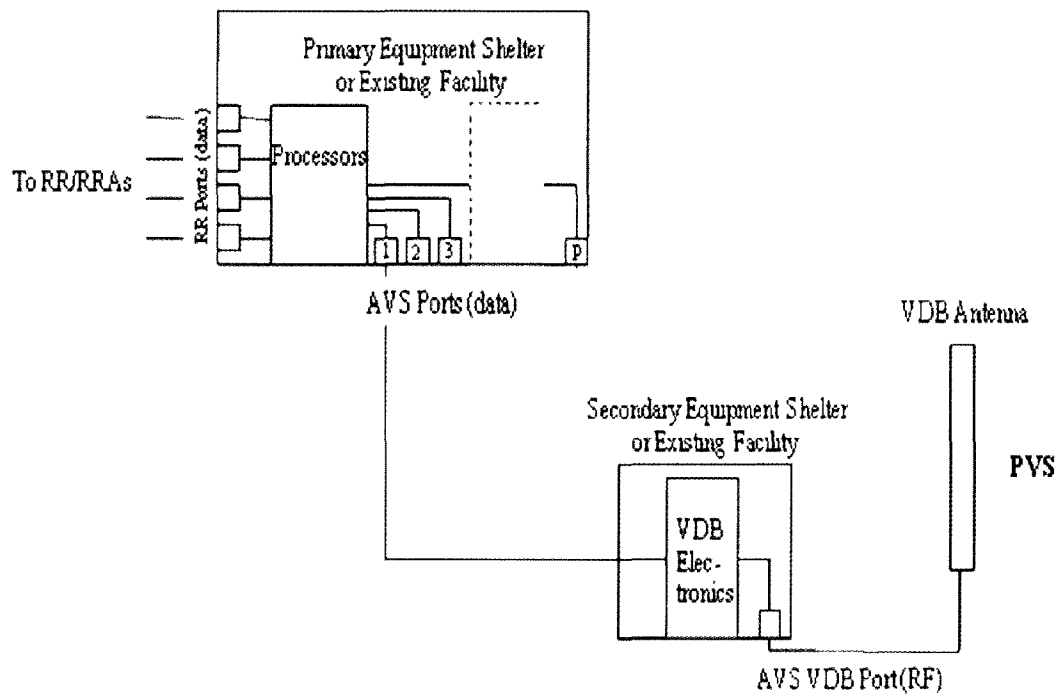 Primary Equipment Shelter
or Existing Facility
RR Ports (data)
Processors
To RR/RRAs
1 2 3 P
AVS Ports (data)
VDB Antenna
Secondary Equipment Shelter
or Existing Facility
PVS
VDB
Elec-
tronics
AVS VDB Port (RF)